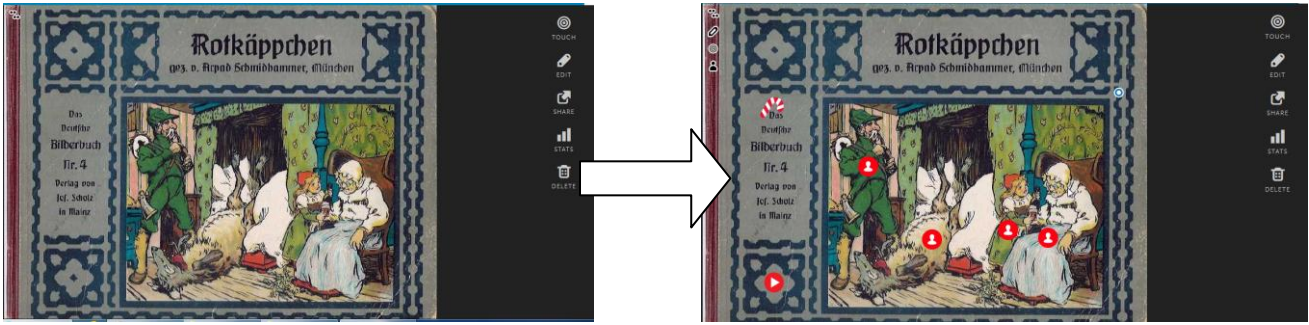 Rotkäppchen
gez. v. Arpad Schmidhammer, München
Das
Deutsche
Bilderbuch
Nr. 4
Verlag von
Jos. Scholz
in Mainz
TOUCH
EDIT
SHARE
STATS
DELETE
Rotkäppchen
gez. v. Arpad Schmidhammer, München
Das
Deutsche
Bilderbuch
Nr. 4
Verlag von
Jos. Scholz
in Mainz
TOUCH
EDIT
SHARE
STATS
DELETE